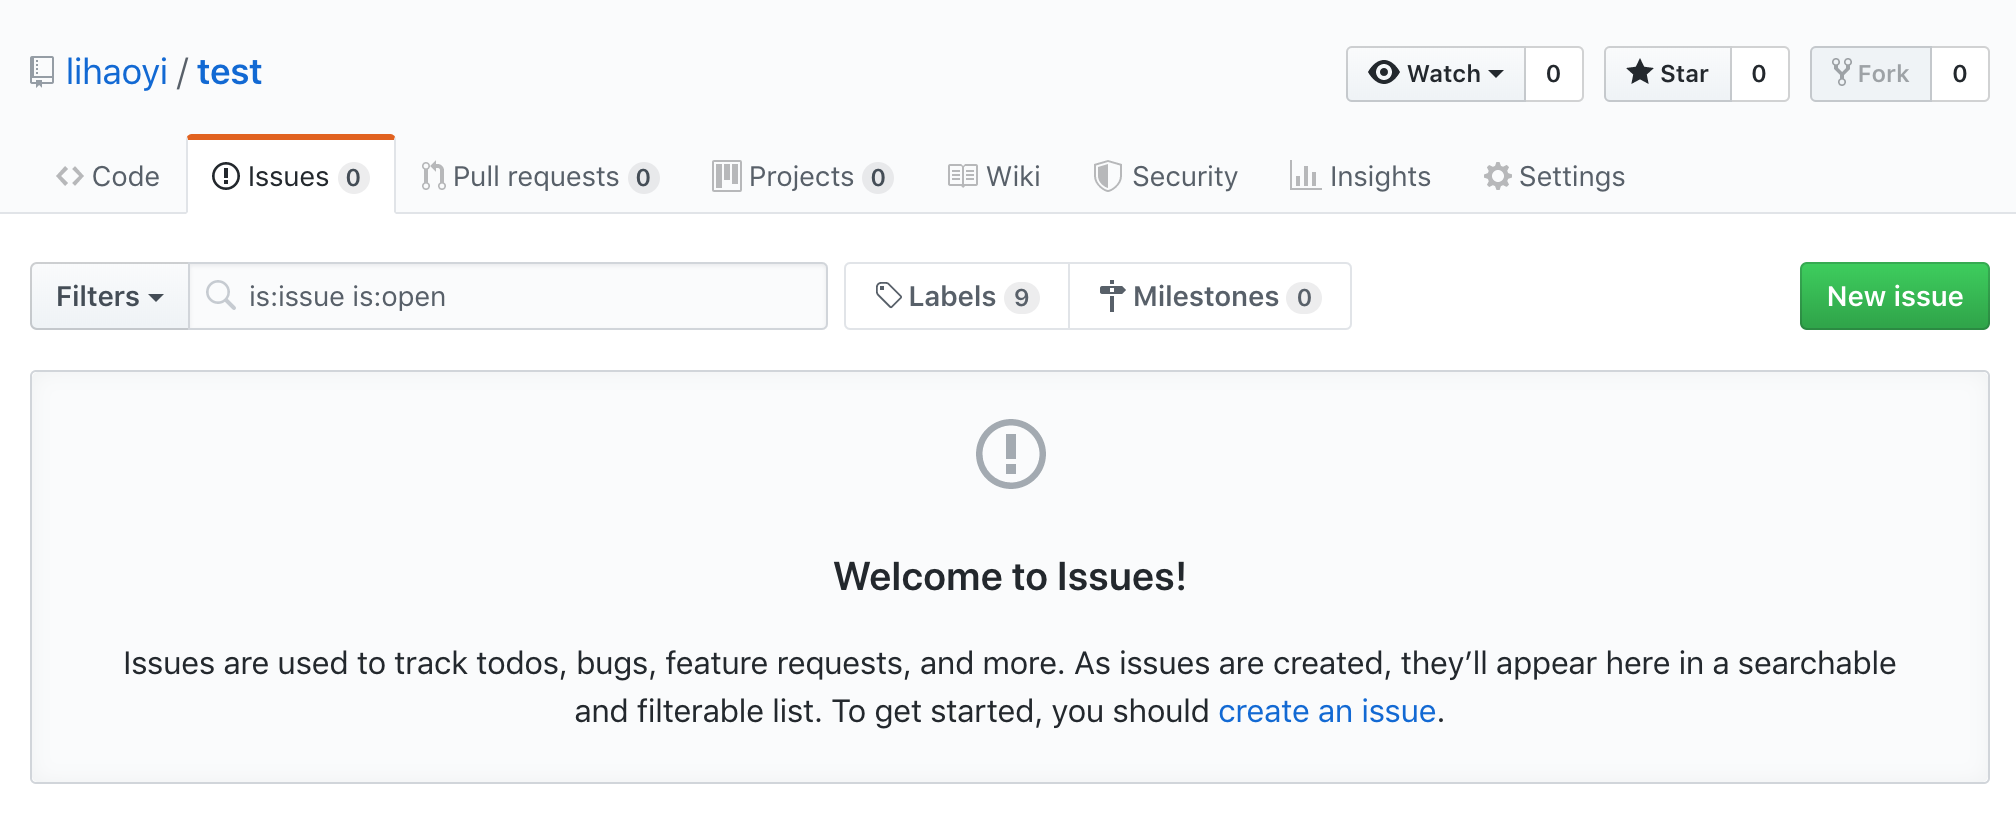 lihaoyi / test
Watch 0 Star 0 Fork 0
Code Issues 0 Pull requests 0 Projects 0 Wiki Security Insights Settings
Filters is:issue is:open Labels 9 Milestones 0 New issue
Welcome to Issues!
Issues are used to track todos, bugs, feature requests, and more. As issues are created, they’ll appear here in a searchable
and filterable list. To get started, you should create an issue.